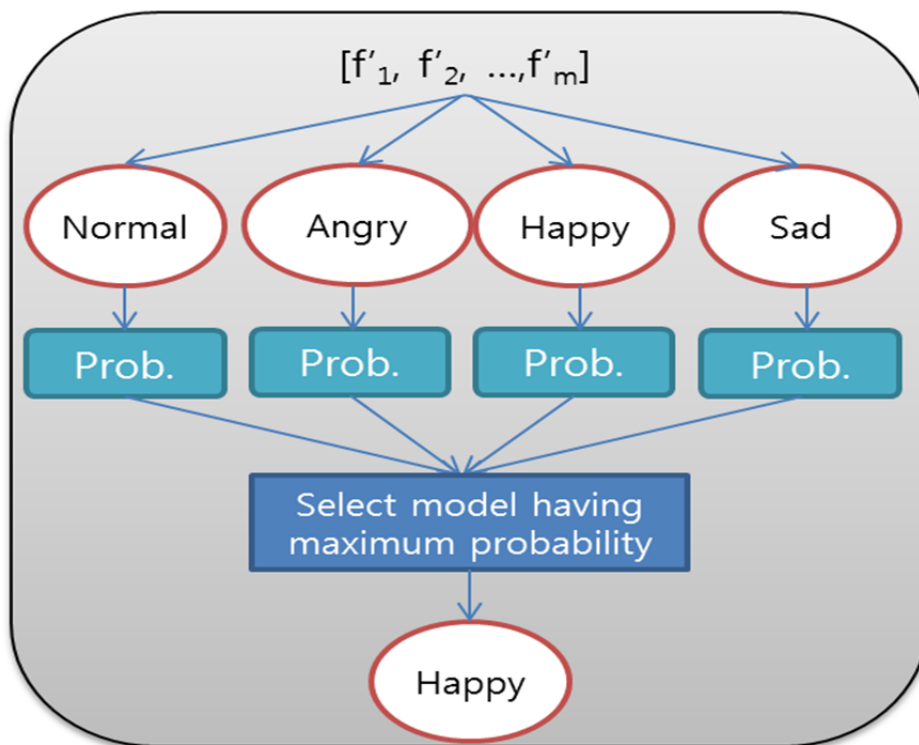 [f'1, f'2, ...,f'm]
Normal
Angry
Happy
Sad
Prob.
Prob.
Prob.
Prob.
Select model having
maximum probability
Happy